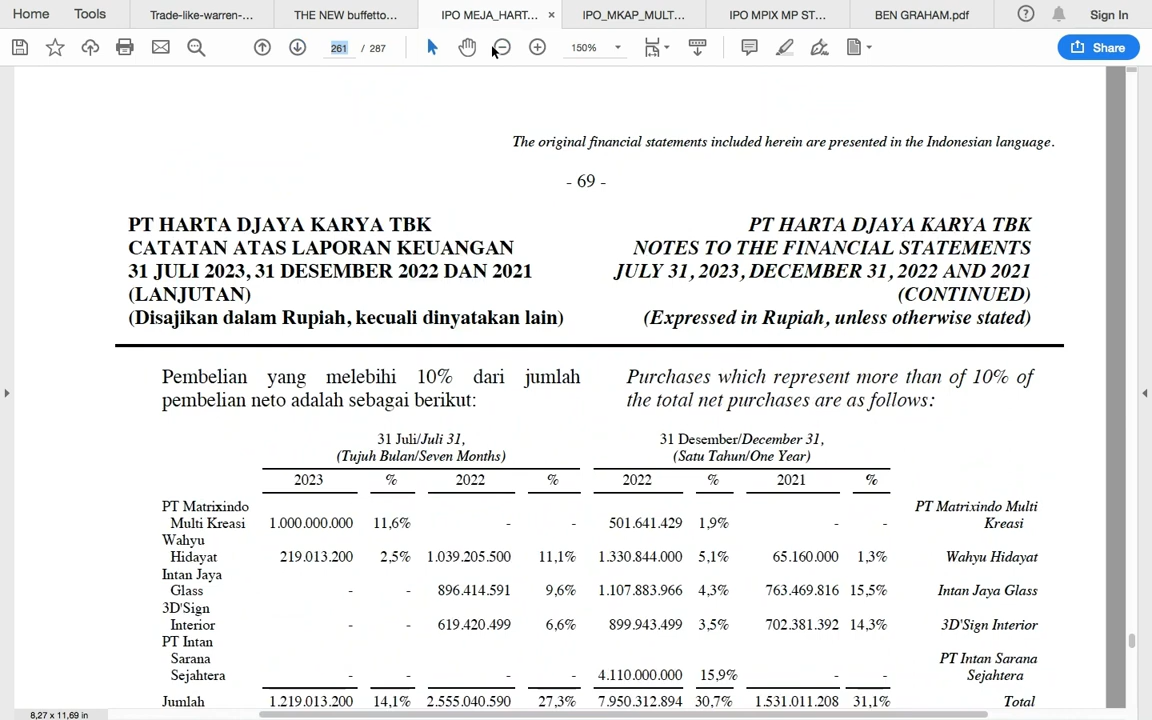 Home Tools Trade-like-warren-... THE NEW buffetto... IPO MEJA_HART... × IPO_MKAP_MULT... IPO MPIX MP ST... BEN GRAHAM.pdf ? Sign In
261 / 287 150% Share
The original financial statements included herein are presented in the Indonesian language.
- 69 -
PT HARTA DJAYA KARYA TBK
CATATAN ATAS LAPORAN KEUANGAN
31 JULI 2023, 31 DESEMBER 2022 DAN 2021
(LANJUTAN)
(Disajikan dalam Rupiah, kecuali dinyatakan lain)
PT HARTA DJAYA KARYA TBK
NOTES TO THE FINANCIAL STATEMENTS
JULY 31, 2023, DECEMBER 31, 2022 AND 2021
(CONTINUED)
(Expressed in Rupiah, unless otherwise stated)
Pembelian yang melebihi 10% dari jumlah
pembelian neto adalah sebagai berikut:
Purchases which represent more than of 10% of
the total net purchases are as follows:
31 Juli/Juli 31, 31 Desember/December 31,
(Tujuh Bulan/Seven Months) (Satu Tahun/One Year)
2023 % 2022 % 2022 % 2021 %
PT Matrixindo PT Matrixindo Multi
Multi Kreasi 1.000.000.000 11,6% - - 501.641.429 1,9% - - Kreasi
Wahyu
Hidayat 219.013.200 2,5% 1.039.205.500 11,1% 1.330.844.000 5,1% 65.160.000 1,3% Wahyu Hidayat
Intan Jaya
Glass - - 896.414.591 9,6% 1.107.883.966 4,3% 763.469.816 15,5% Intan Jaya Glass
3D'Sign
Interior - - 619.420.499 6,6% 899.943.499 3,5% 702.381.392 14,3% 3D'Sign Interior
PT Intan
Sarana PT Intan Sarana
Sejahtera - - - - 4.110.000.000 15,9% - - Sejahtera
Jumlah 1.219.013.200 14,1% 2.555.040.590 27,3% 7.950.312.894 30,7% 1.531.011.208 31,1% Total
8,27 x 11,69 in